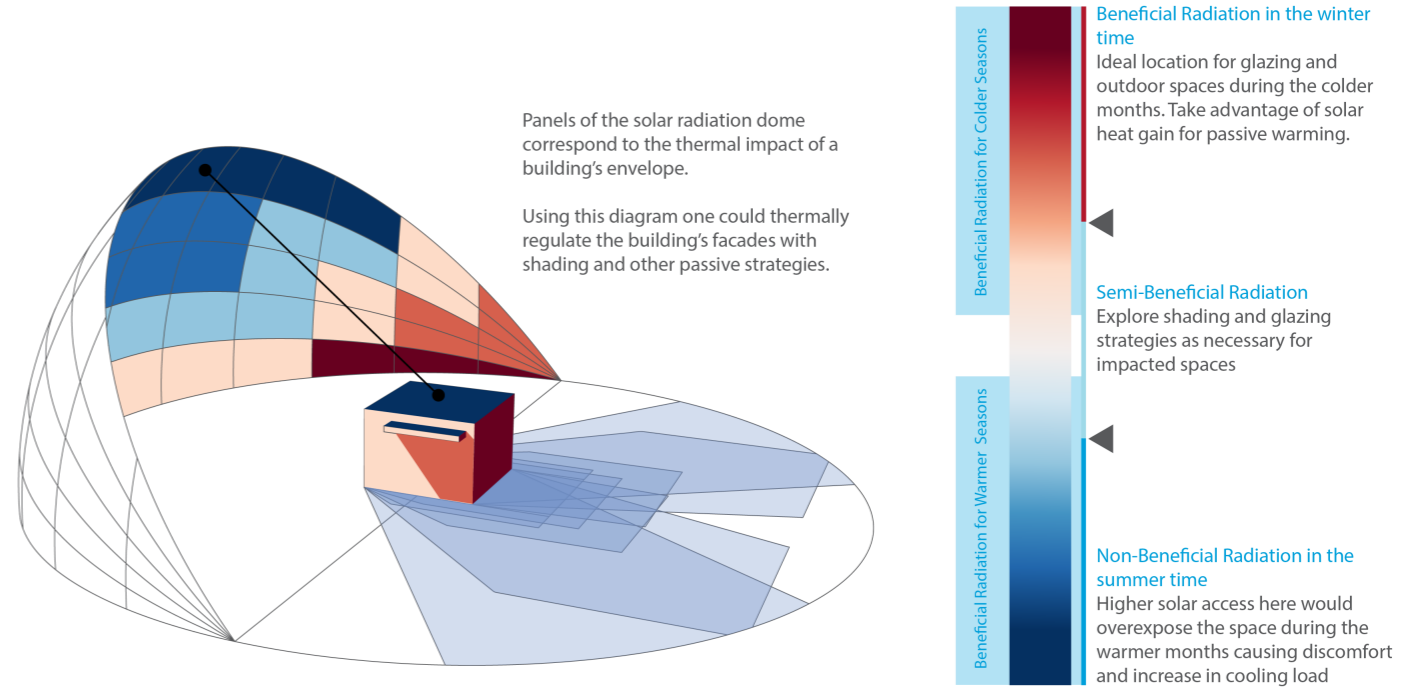 Panels of the solar radiation dome
correspond to the thermal impact of a
building's envelope.
Using this diagram one could thermally
regulate the building's facades with
shading and other passive strategies.
Beneficial Radiation for Colder Seasons
Beneficial Radiation for Warmer Seasons
Beneficial Radiation in the winter
time
Ideal location for glazing and
outdoor spaces during the colder
months. Take advantage of solar
heat gain for passive warming.
Semi-Beneficial Radiation
Explore shading and glazing
strategies as necessary for
impacted spaces
Non-Beneficial Radiation in the
summer time
Higher solar access here would
overexpose the space during the
warmer months causing discomfort
and increase in cooling load